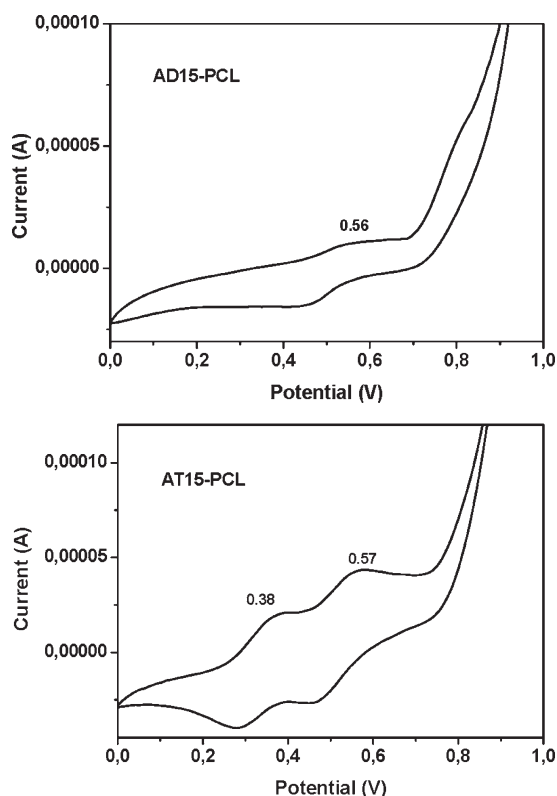 0,00010
AD15-PCL
0,00005
0.56
0,00000
Current (A)
0,0 0,2 0,4 0,6 0,8 1,0
Potential (V)
0,00010
AT15-PCL
0,00005
0.57
0.38
0,00000
Current (A)
0,0 0,2 0,4 0,6 0,8 1,0
Potential (V)